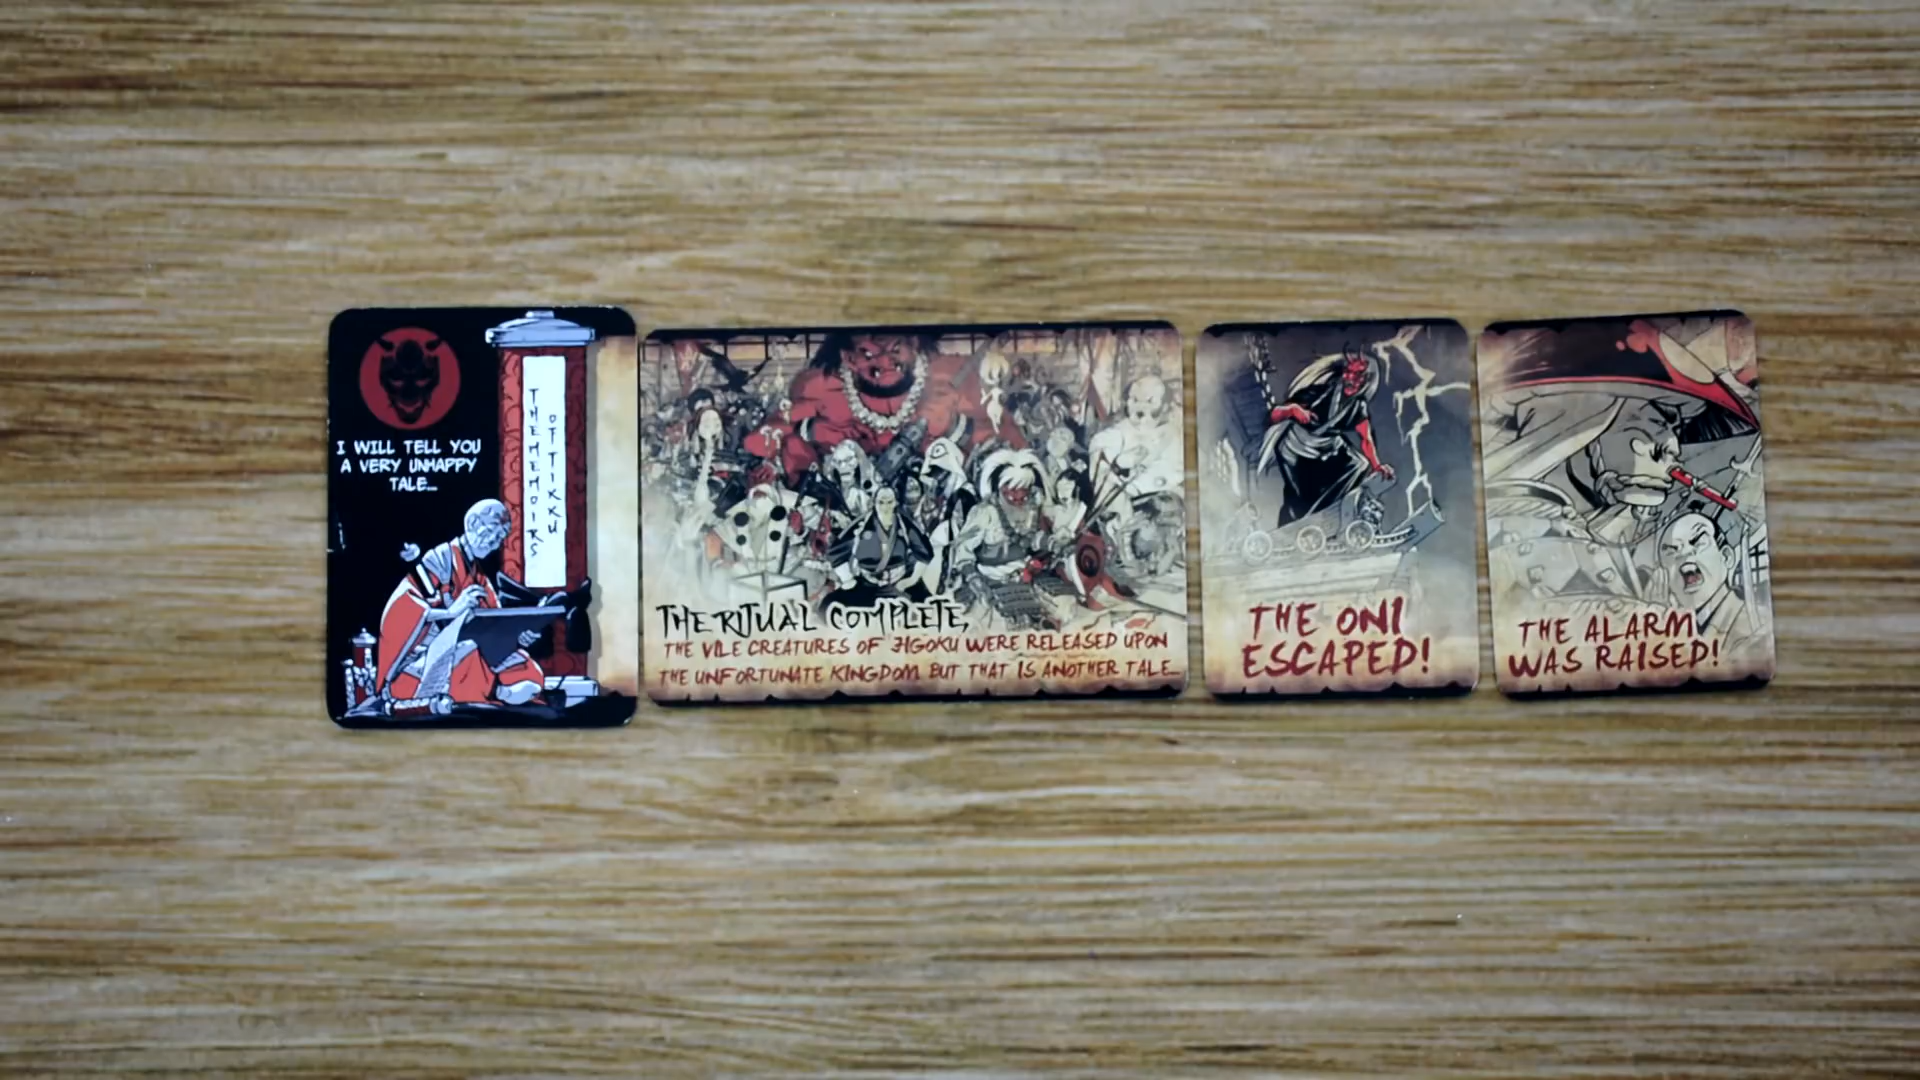 I WILL TELL YOU
A VERY UNHAPPY
TALE...
THE MEMOIRS
OF TIKKU
THE RITUAL COMPLETE,
THE VILE CREATURES OF JIGOKU WERE RELEASED UPON
THE UNFORTUNATE KINGDOM BUT THAT IS ANOTHER TALE...
THE ONI
ESCAPED!
THE ALARM
WAS RAISED!